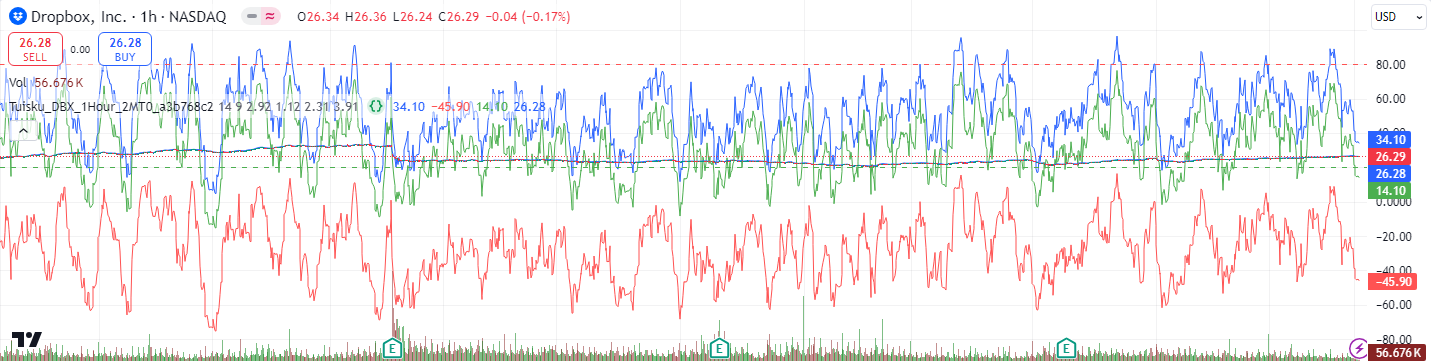 Dropbox, Inc. · 1h · NASDAQ O26.34 H26.36 L26.24 C26.29 −0.04 (−0.17%) USD
26.28 SELL 0.00 26.28 BUY
Vol 56.676 K
Tuisku_DBX_1Hour_2MT0_a3b768c2 14 9 2.92 1.12 2.31 3.91 {} 34.10 −45.90 14.10 26.28
80.00
60.00
40.00
34.10
26.29
26.28
14.10
0.0000
−20.00
−40.00
−45.90
−60.00
−80.00
56.676 K
E E E